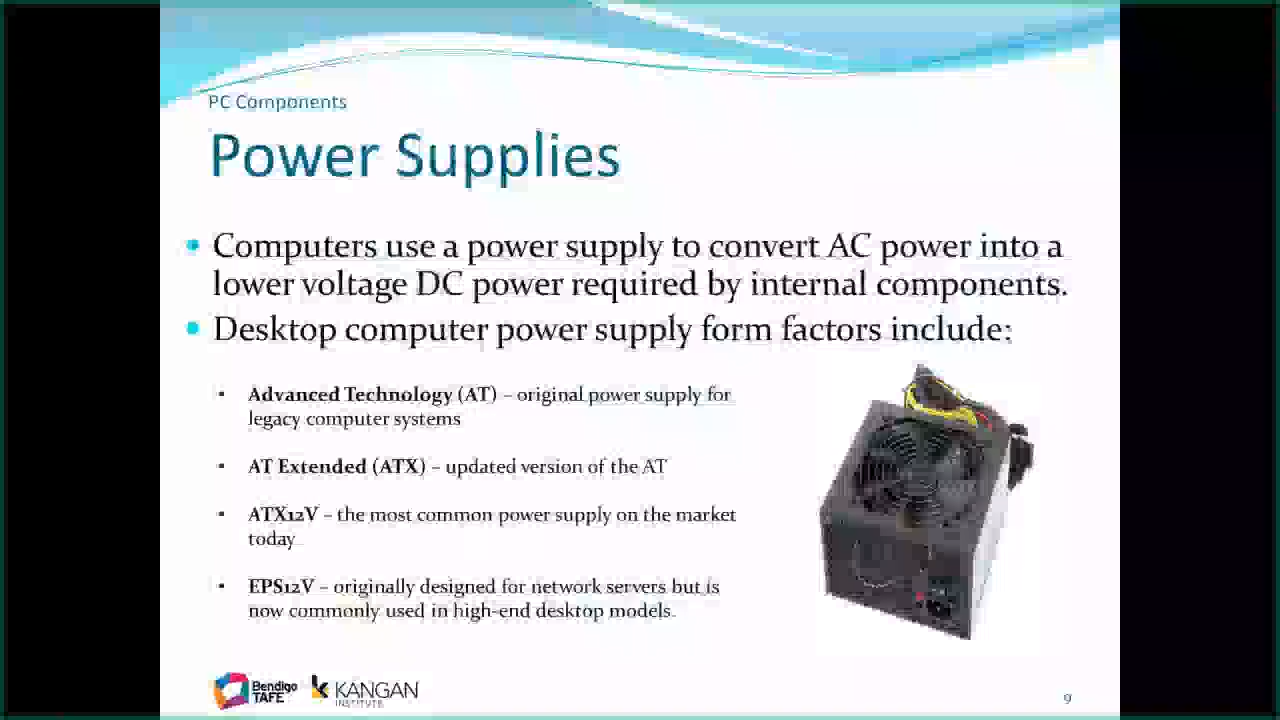 PC Components
Power Supplies
• Computers use a power supply to convert AC power into a
lower voltage DC power required by internal components.
• Desktop computer power supply form factors include:
▪ Advanced Technology (AT) – original power supply for
legacy computer systems
▪ AT Extended (ATX) – updated version of the AT
▪ ATX12V – the most common power supply on the market
today
▪ EPS12V – originally designed for network servers but is
now commonly used in high-end desktop models.
Bendigo
TAFE
KANGAN
INSTITUTE
9